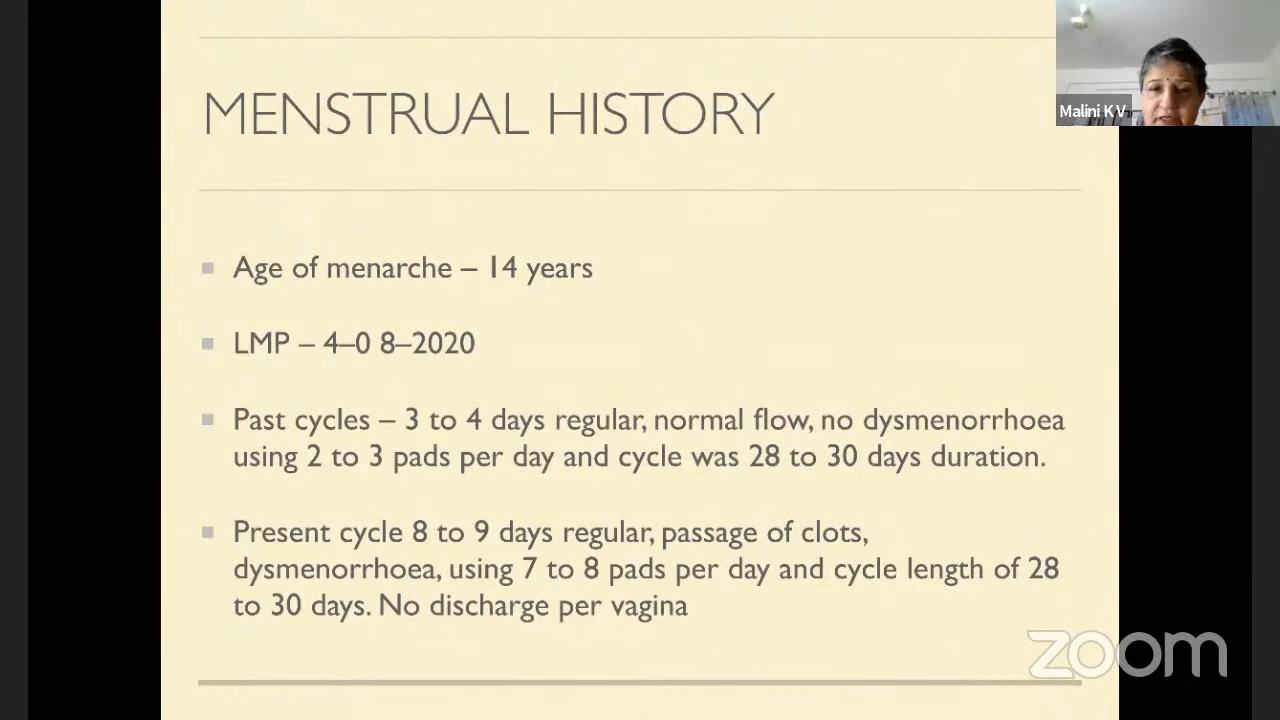 MENSTRUAL HISTORY
Malini K V
Age of menarche – 14 years
LMP – 4–0 8–2020
Past cycles – 3 to 4 days regular, normal flow, no dysmenorrhoea
using 2 to 3 pads per day and cycle was 28 to 30 days duration.
Present cycle 8 to 9 days regular, passage of clots,
dysmenorrhoea, using 7 to 8 pads per day and cycle length of 28
to 30 days. No discharge per vagina
zoom